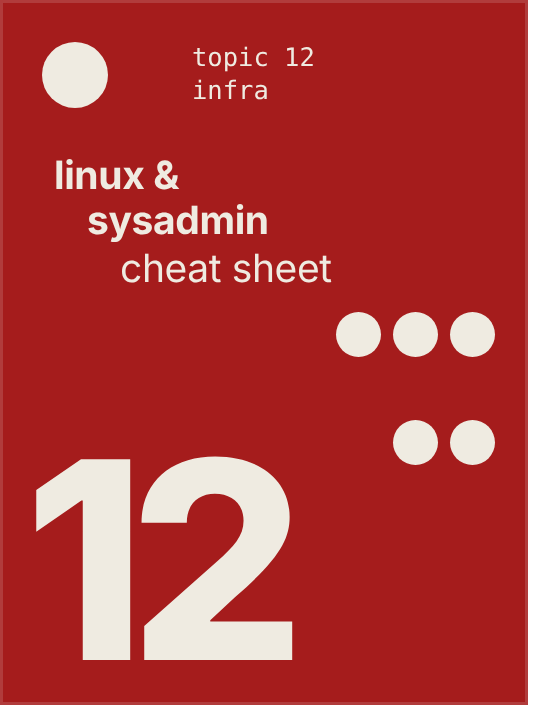 topic 12
infra
linux &
sysadmin
cheat sheet
12